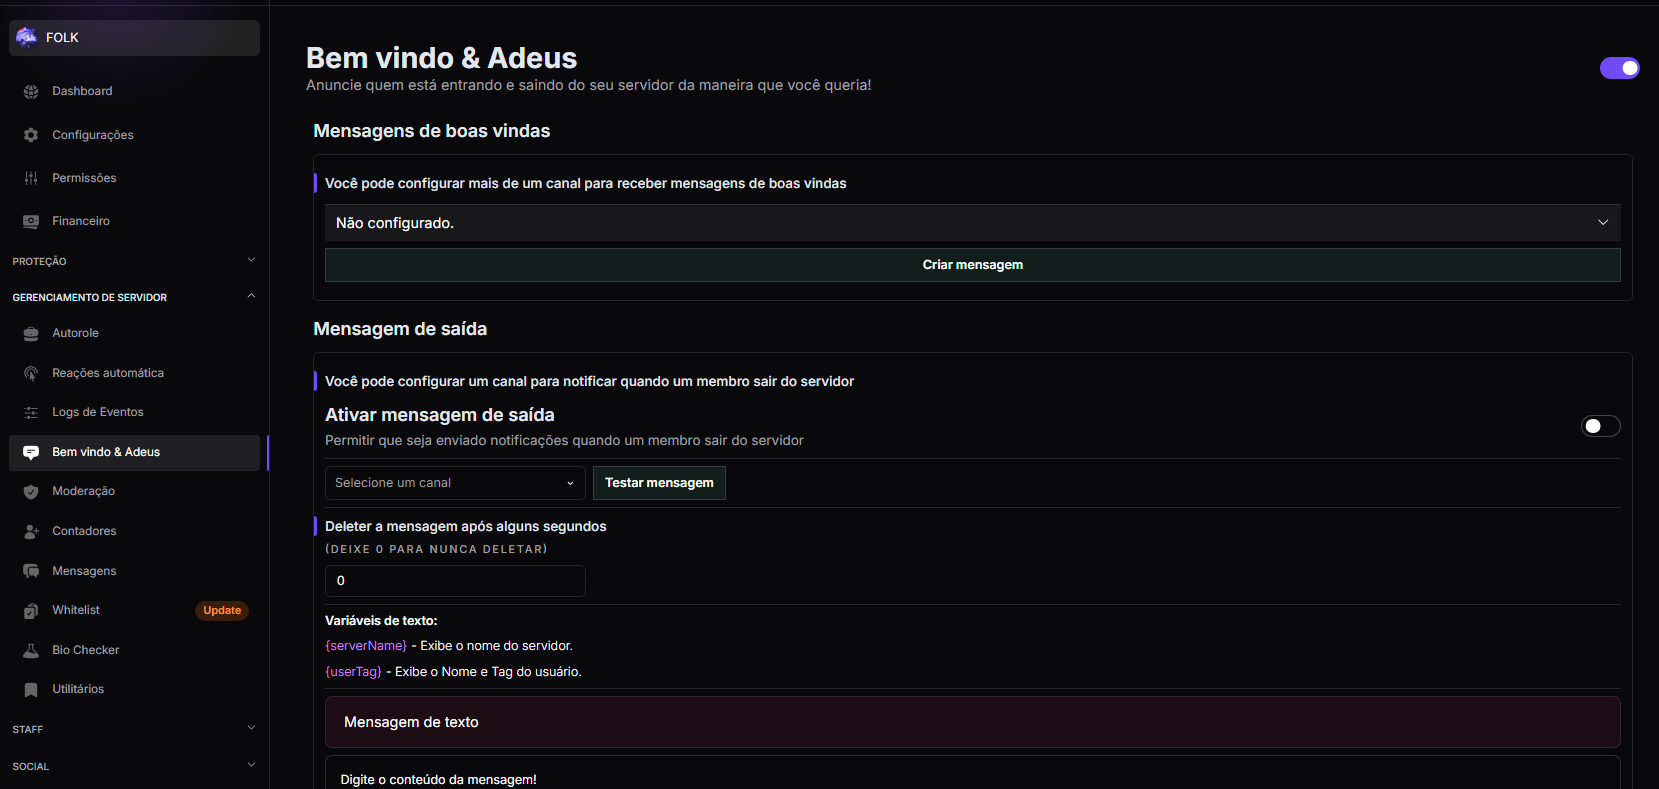 FOLK
Dashboard
Configurações
Permissões
Financeiro
PROTEÇÃO
GERENCIAMENTO DE SERVIDOR
Autorole
Reações automática
Logs de Eventos
Bem vindo & Adeus
Moderação
Contadores
Mensagens
Whitelist Update
Bio Checker
Utilitários
STAFF
SOCIAL
Bem vindo & Adeus
Anuncie quem está entrando e saindo do seu servidor da maneira que você queria!
Mensagens de boas vindas
Você pode configurar mais de um canal para receber mensagens de boas vindas
Não configurado.
Criar mensagem
Mensagem de saída
Você pode configurar um canal para notificar quando um membro sair do servidor
Ativar mensagem de saída
Permitir que seja enviado notificações quando um membro sair do servidor
Selecione um canal Testar mensagem
Deleter a mensagem após alguns segundos
(DEIXE 0 PARA NUNCA DELETAR)
0
Variáveis de texto:
{serverName} - Exibe o nome do servidor.
{userTag} - Exibe o Nome e Tag do usuário.
Mensagem de texto
Digite o conteúdo da mensagem!